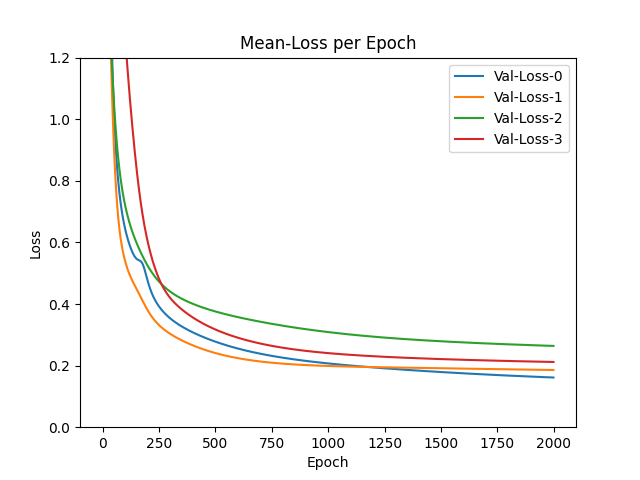 Mean-Loss per Epoch
1.2
1.0
0.8
0.6
0.4
0.2
0.0
Loss
Val-Loss-0
Val-Loss-1
Val-Loss-2
Val-Loss-3
0 250 500 750 1000 1250 1500 1750 2000
Epoch